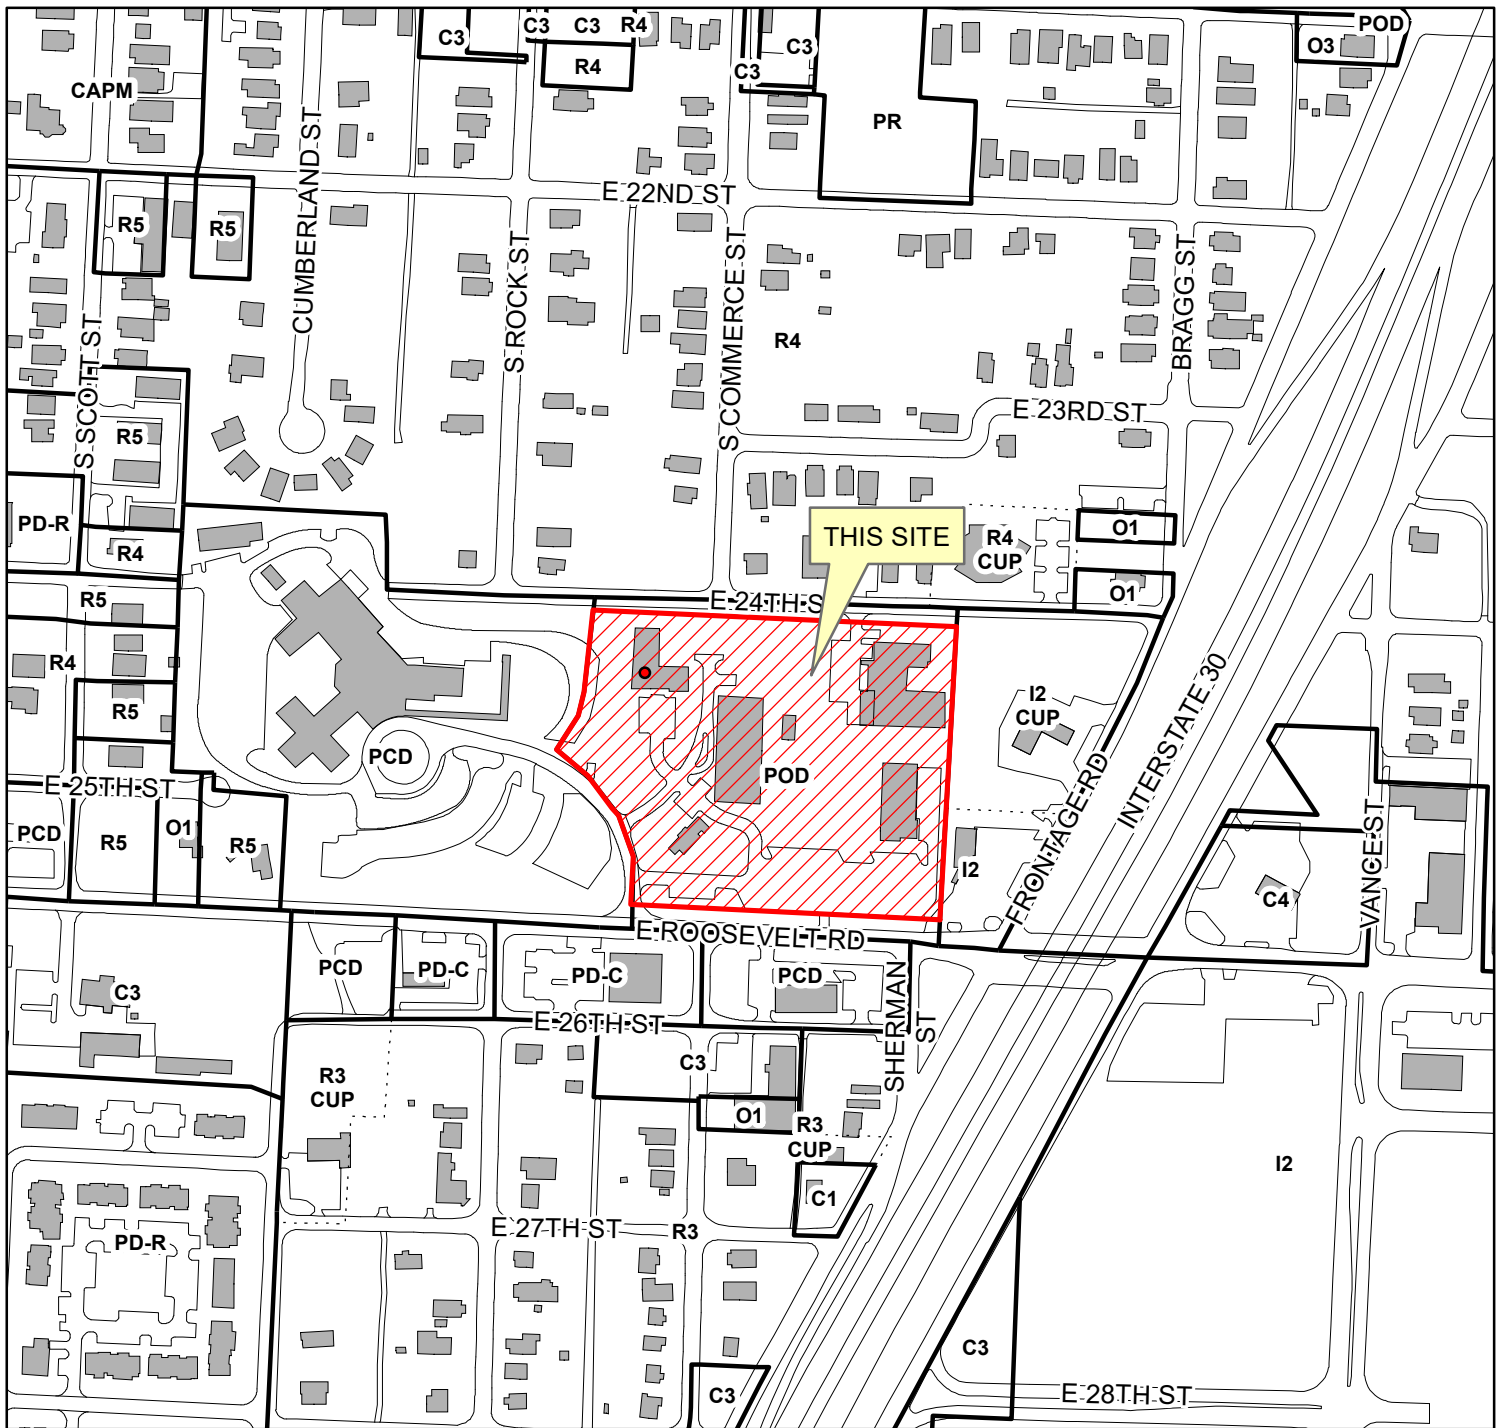 POD
C3
C3
R4
C3
C3
O3
R4
C3
CAPM
PR
CUMBERLAND ST
E 22ND ST
R5
R5
S ROCK ST
S COMMERCE ST
BRAGG ST
R4
S SCOTT ST
E 23RD ST
R5
PD-R
R4
THIS SITE
R4
CUP
O1
O1
R5
E 24TH S
R4
R5
I2
CUP
INTERSTATE 30
PCD
POD
E 25TH ST
PCD
R5
O1
R5
FRONTAGE RD
VANCE ST
I2
C4
E ROOSEVELT RD
PCD
PD-C
PD-C
PCD
C3
SHERMAN
ST
E 26TH ST
C3
R3
CUP
O1
R3
CUP
I2
C1
E 27TH ST
R3
PD-R
C3
C3
E 28TH ST